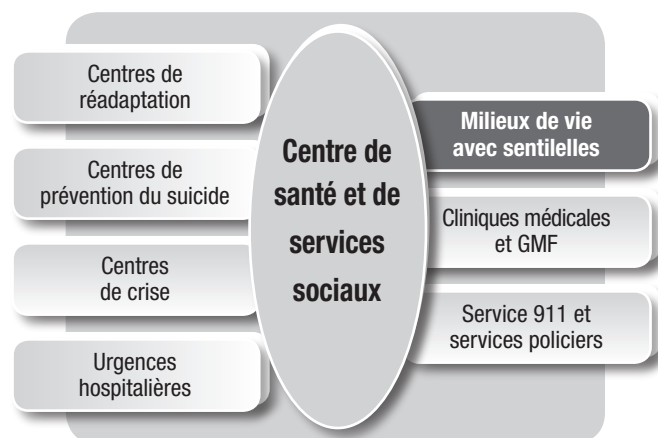 Centres de
réadaptation
Centres de
prévention du suicide
Centres
de crise
Urgences
hospitalières
Centre de
santé et de
services
sociaux
Milieux de vie
avec sentilelles
Cliniques médicales
et GMF
Service 911 et
services policiers